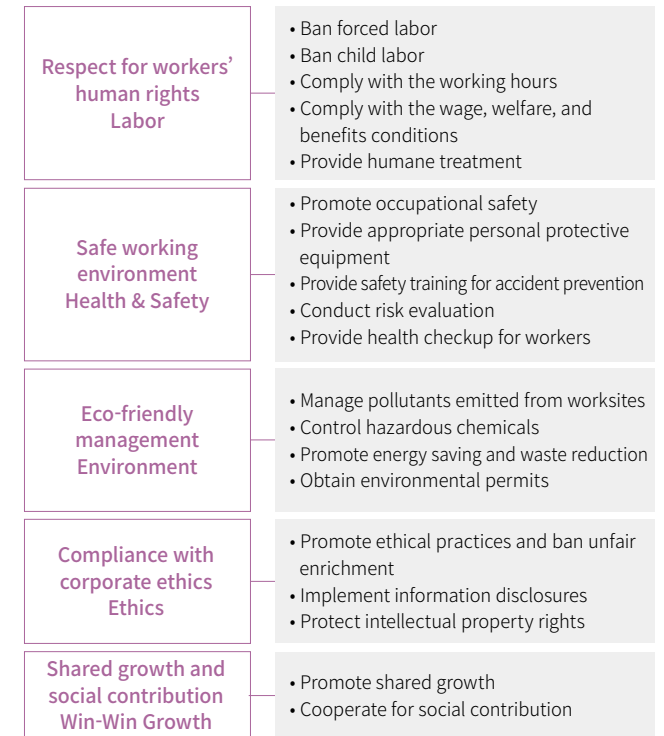 Respect for workers’
human rights
Labor
• Ban forced labor
• Ban child labor
• Comply with the working hours
• Comply with the wage, welfare, and
benefits conditions
• Provide humane treatment
Safe working
environment
Health & Safety
• Promote occupational safety
• Provide appropriate personal protective
equipment
• Provide safety training for accident prevention
• Conduct risk evaluation
• Provide health checkup for workers
Eco-friendly
management
Environment
• Manage pollutants emitted from worksites
• Control hazardous chemicals
• Promote energy saving and waste reduction
• Obtain environmental permits
Compliance with
corporate ethics
Ethics
• Promote ethical practices and ban unfair
enrichment
• Implement information disclosures
• Protect intellectual property rights
Shared growth and
social contribution
Win-Win Growth
• Promote shared growth
• Cooperate for social contribution